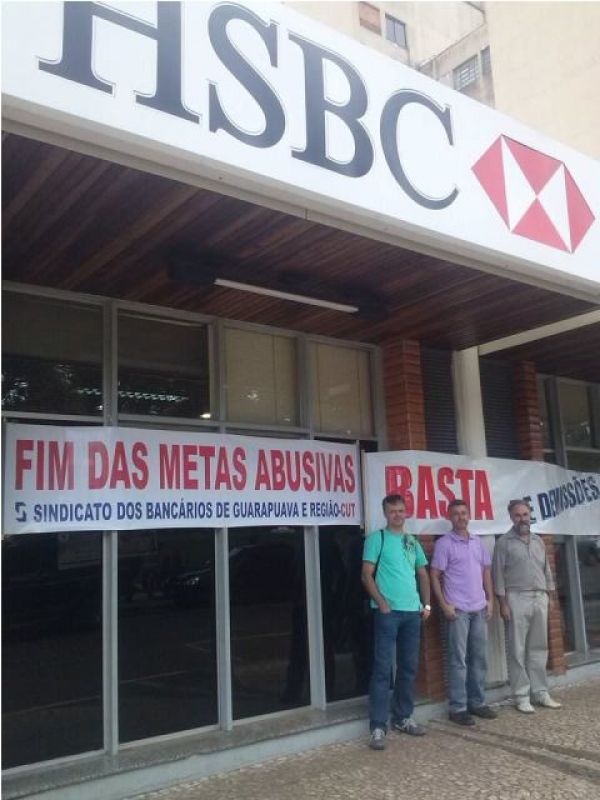 HSBC
FIM DAS METAS ABUSIVAS
SINDICATO DOS BANCÁRIOS DE GUARAPUAVA E REGIÃO-CUT
BASTA
E DEMISSÕES